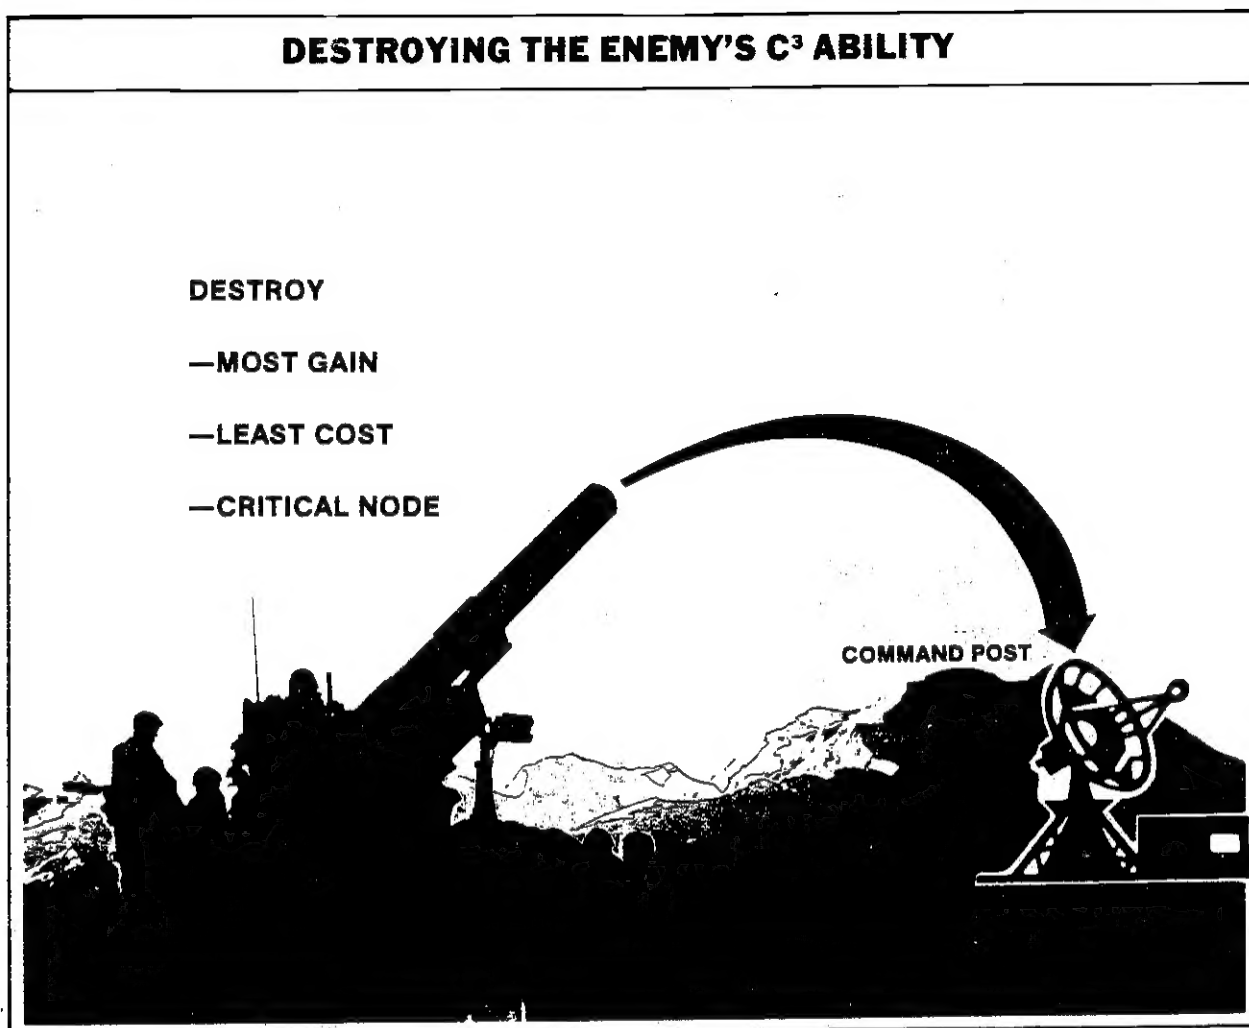 DESTROYING THE ENEMY'S C³ ABILITY
DESTROY
—MOST GAIN
—LEAST COST
—CRITICAL NODE
COMMAND POST